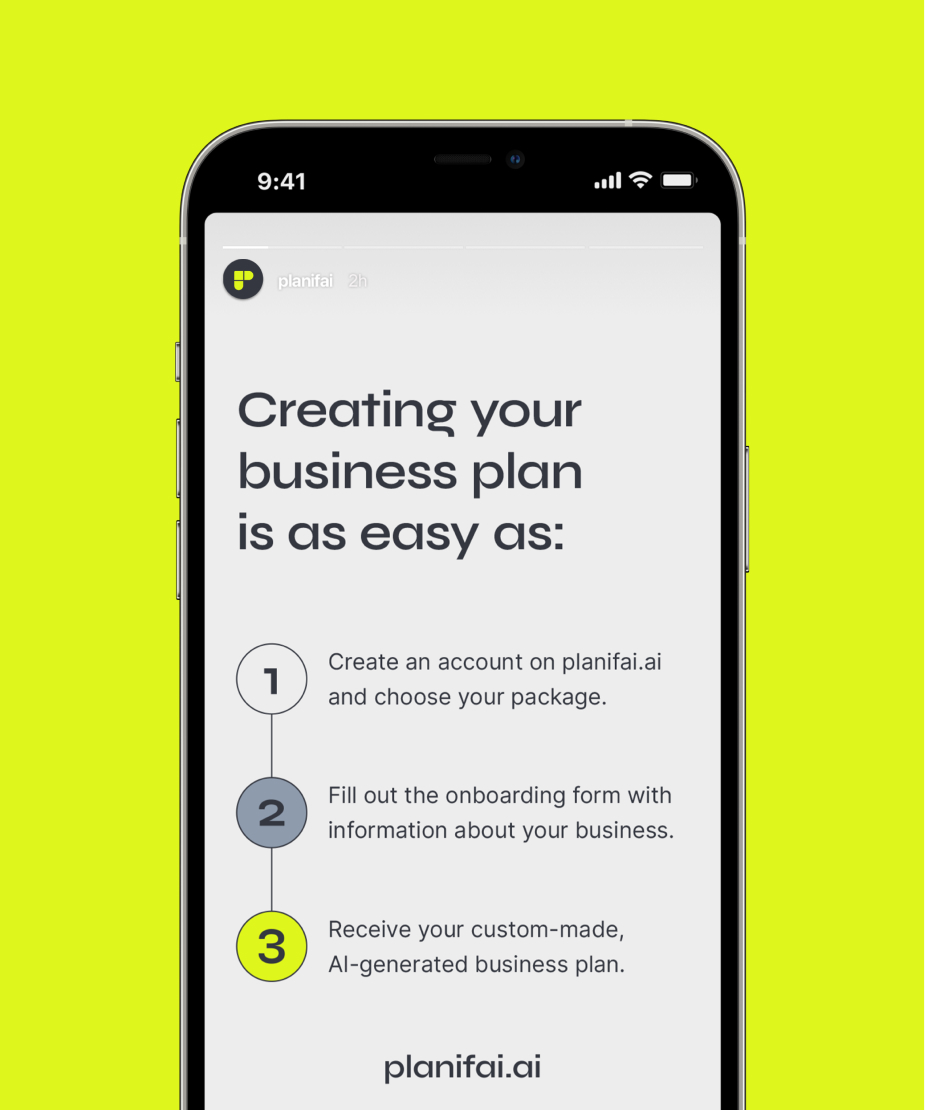 9:41
planifai 2h
Creating your
business plan
is as easy as:
1
Create an account on planifai.ai
and choose your package.
2
Fill out the onboarding form with
information about your business.
3
Receive your custom-made,
AI-generated business plan.
planifai.ai